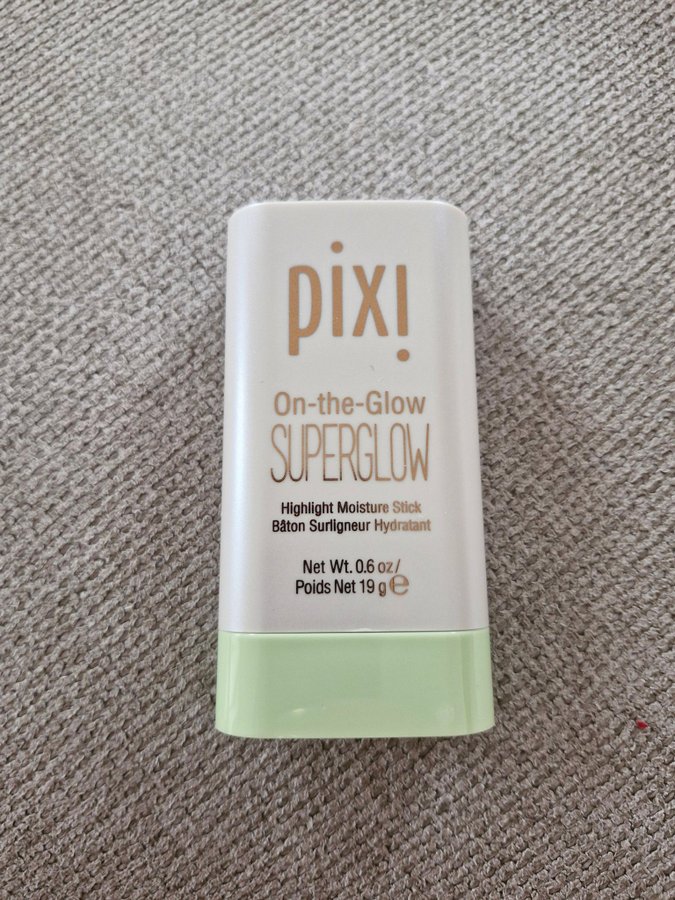 pixi
On-the-Glow
SUPERGLOW
Highlight Moisture Stick
Bâton Surligneur Hydratant
Net Wt. 0.6 oz/
Poids Net 19 g ℮